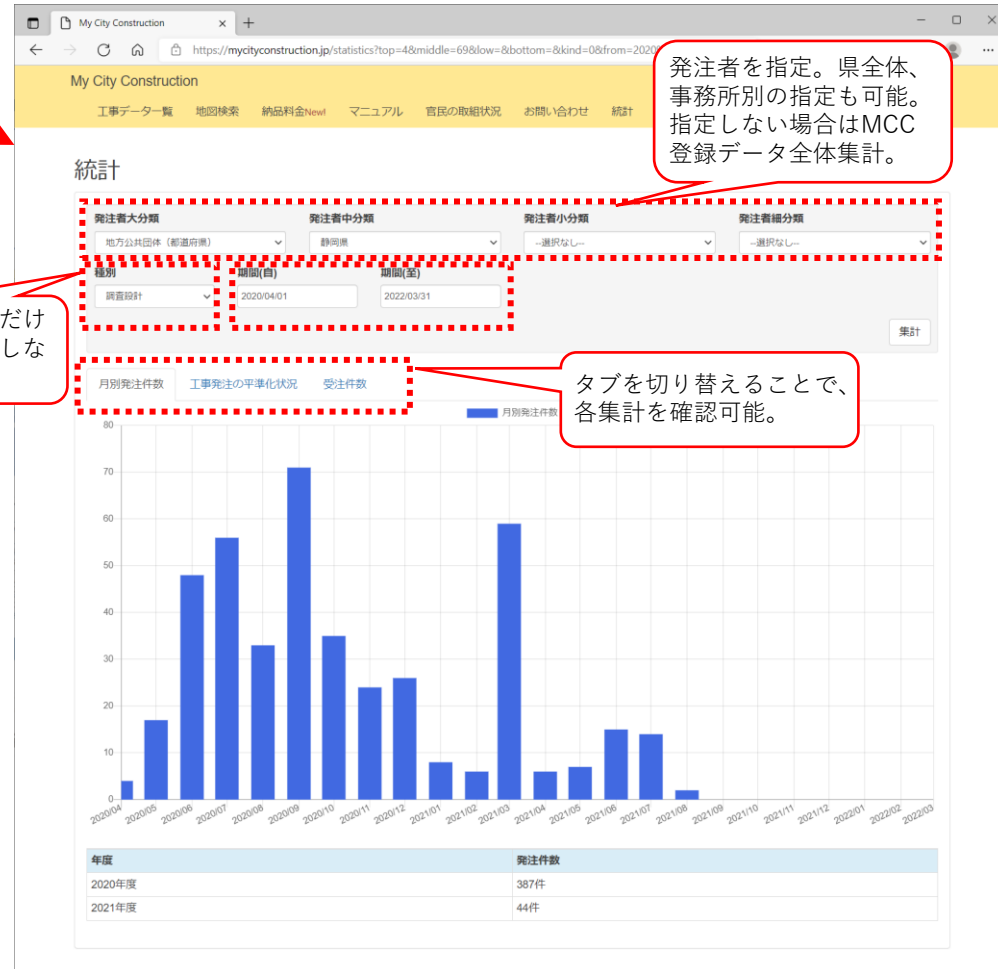 My City Construction
https://mycityconstruction.jp/statistics?top=4&middle=69&low=&bottom=&kind=0&from=2020
My City Construction
工事データ一覧 地図検索 納品料金New! マニュアル 官民の取組状況 お問い合わせ 統計
発注者を指定。県全体、
事務所別の指定も可能。
指定しない場合はMCC
登録データ全体集計。
統計
発注者大分類 発注者中分類 発注者小分類 発注者細分類
地方公共団体（都道府県） 静岡県 --選択なし-- --選択なし--
種別 期間(自) 期間(至)
調査設計 2020/04/01 2022/03/31
だけ
しな
集計
月別発注件数 工事発注の平準化状況 受注件数
タブを切り替えることで、
各集計を確認可能。
月別発注件数
80
70
60
50
40
30
20
10
0
2020/04 2020/05 2020/06 2020/07 2020/08 2020/09 2020/10 2020/11 2020/12 2021/01 2021/02 2021/03 2021/04 2021/05 2021/06 2021/07 2021/08 2021/09 2021/10 2021/11 2021/12 2022/01 2022/02 2022/03
年度 発注件数
2020年度 387件
2021年度 44件